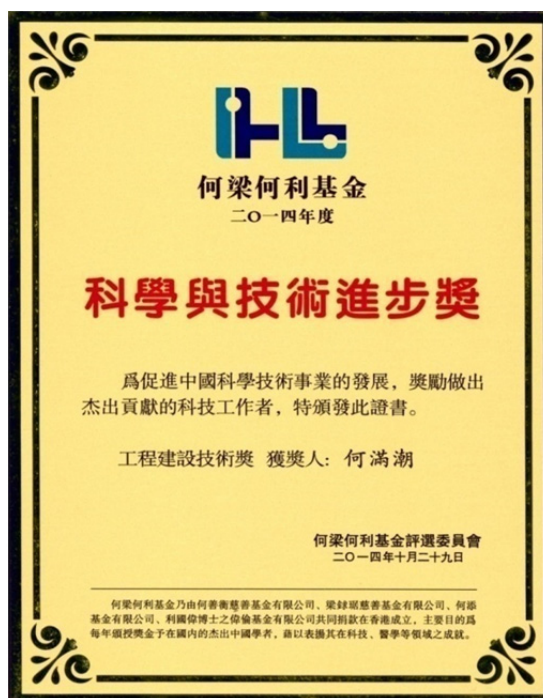 何梁何利基金
二○一四年度
科學與技術進步獎
爲促進中國科學技術事業的發展，獎勵做出
杰出貢獻的科技工作者，特頒發此證書。
工程建設技術獎 獲獎人: 何滿潮
何梁何利基金評選委員會
二○一四年十月二十九日
何梁何利基金乃由何善衡慈善基金有限公司、梁銶琚慈善基金有限公司、何添
基金有限公司、利國偉博士之偉倫基金有限公司共同捐款在香港成立，主要目的爲
每年頒授獎金予在國內的杰出中國學者，藉以表揚其在科技、醫學等領域之成就。